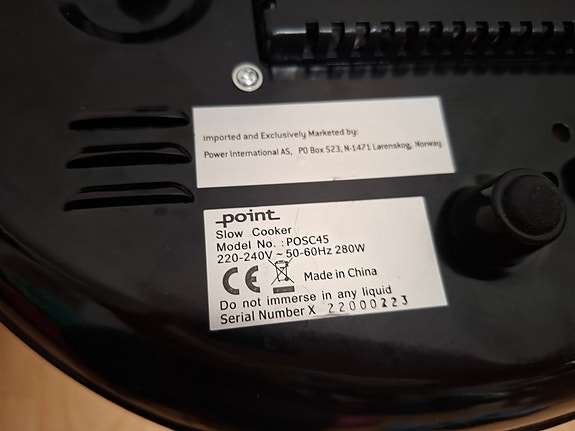 imported and Exclusively Marketed by:
Power International AS, PO Box 523, N-1471 Lørenskog, Norway
point
Slow Cooker
Model No. : POSC45
220-240V ~ 50-60Hz 280W
CE Made in China
Do not immerse in any liquid
Serial Number X 22000223